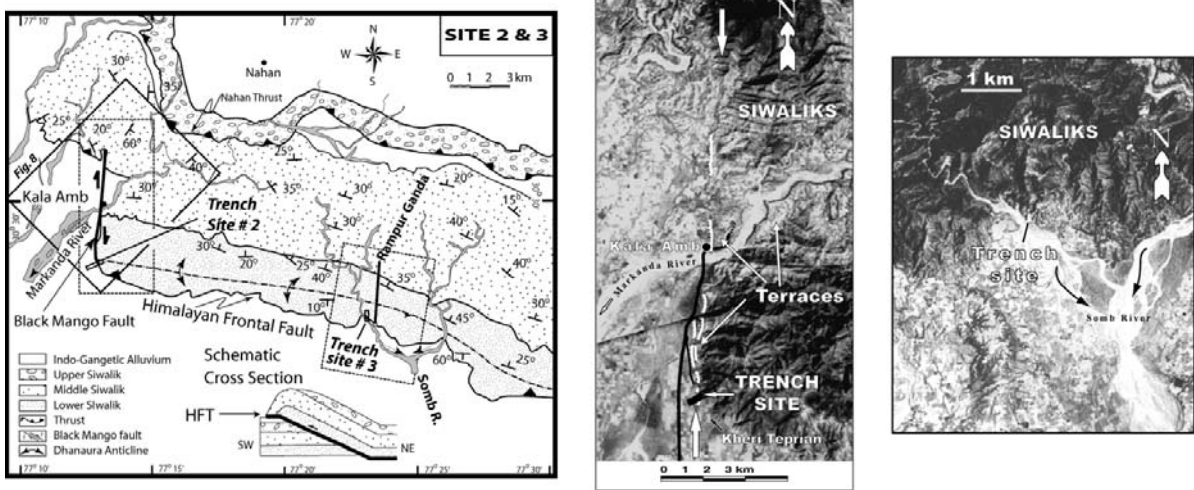 77° 10'
77° 20'
SITE 2 & 3
N
W
E
S
Nahan
0 1 2 3 km
Nahan Thrust
35°
25°
20°
60°
25°
Fig. 8
40°
20°
30°
35°
40°
Kala Amb
Trench
Site # 2
Rampur Ganda
30° 30'
30°
20°
40°
35°
Markanda River
10°
45°
Black Mango Fault
Himalayan Frontal Fault
Trench
site # 3
60°
25°
Somb R.
Indo-Gangetic Alluvium
Upper Siwalik
Middle Siwalik
Lower Siwalik
Thrust
Black Mango fault
Dhanaura Anticline
Schematic
Cross Section
HFT
SW
NE
77° 10'
77° 15'
77° 20'
77° 25'
77° 30'
N
SIWALIKS
Kala Amb
Markanda River
Terraces
TRENCH
SITE
Kheri Teprian
0 1 2 3 km
1 km
SIWALIKS
N
Trench
site
Somb River